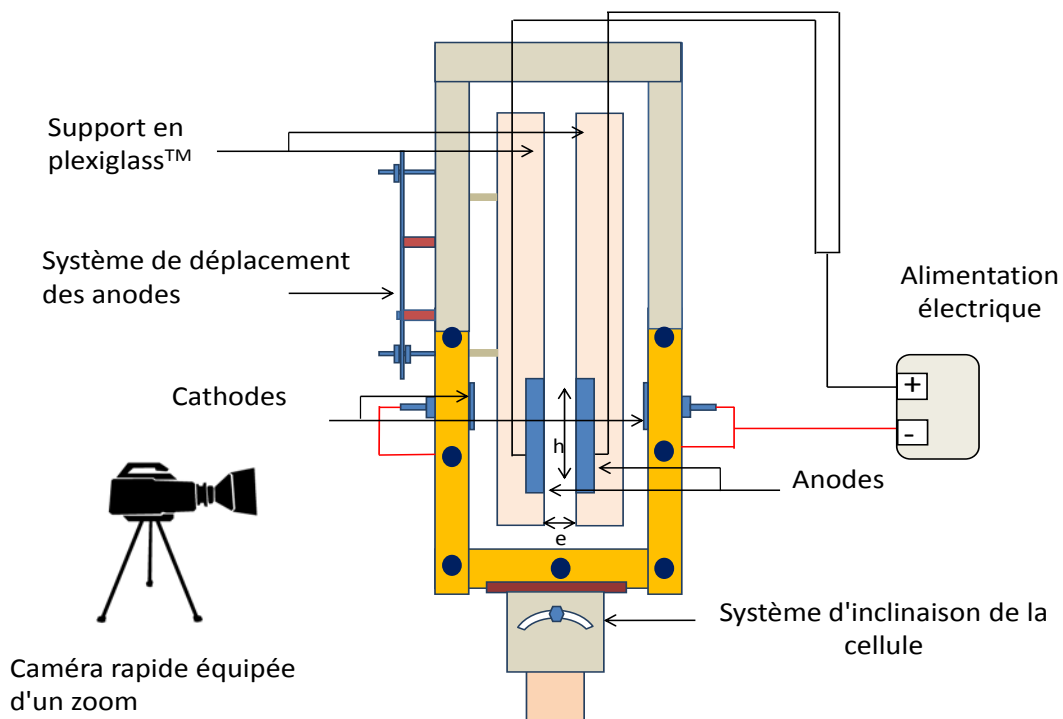 Support en
plexiglass™
Système de déplacement
des anodes
Alimentation
électrique
+
-
Cathodes
h
Anodes
e
Système d'inclinaison de la
cellule
Caméra rapide équipée
d'un zoom